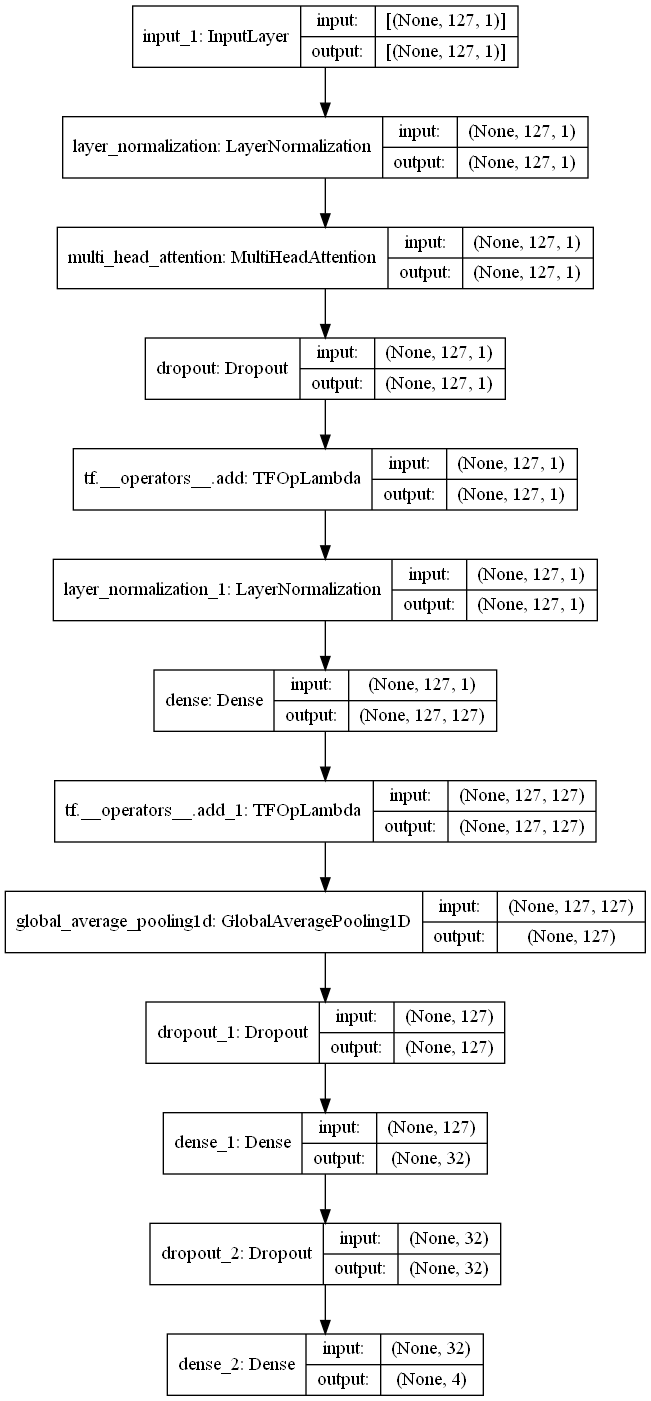 input_1: InputLayer
input: [(None, 127, 1)]
output: [(None, 127, 1)]
layer_normalization: LayerNormalization
input: (None, 127, 1)
output: (None, 127, 1)
multi_head_attention: MultiHeadAttention
input: (None, 127, 1)
output: (None, 127, 1)
dropout: Dropout
input: (None, 127, 1)
output: (None, 127, 1)
tf.__operators__.add: TFOpLambda
input: (None, 127, 1)
output: (None, 127, 1)
layer_normalization_1: LayerNormalization
input: (None, 127, 1)
output: (None, 127, 1)
dense: Dense
input: (None, 127, 1)
output: (None, 127, 127)
tf.__operators__.add_1: TFOpLambda
input: (None, 127, 127)
output: (None, 127, 127)
global_average_pooling1d: GlobalAveragePooling1D
input: (None, 127, 127)
output: (None, 127)
dropout_1: Dropout
input: (None, 127)
output: (None, 127)
dense_1: Dense
input: (None, 127)
output: (None, 32)
dropout_2: Dropout
input: (None, 32)
output: (None, 32)
dense_2: Dense
input: (None, 32)
output: (None, 4)